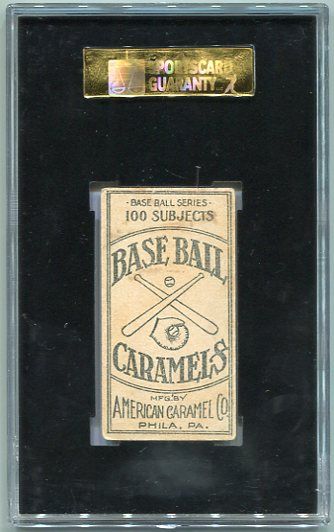 SPORTSCARD
GUARANTY
- BASE BALL SERIES -
100 SUBJECTS
BASE BALL
CARAMELS
MFG. BY
AMERICAN CARAMEL CO.
PHILA, PA.